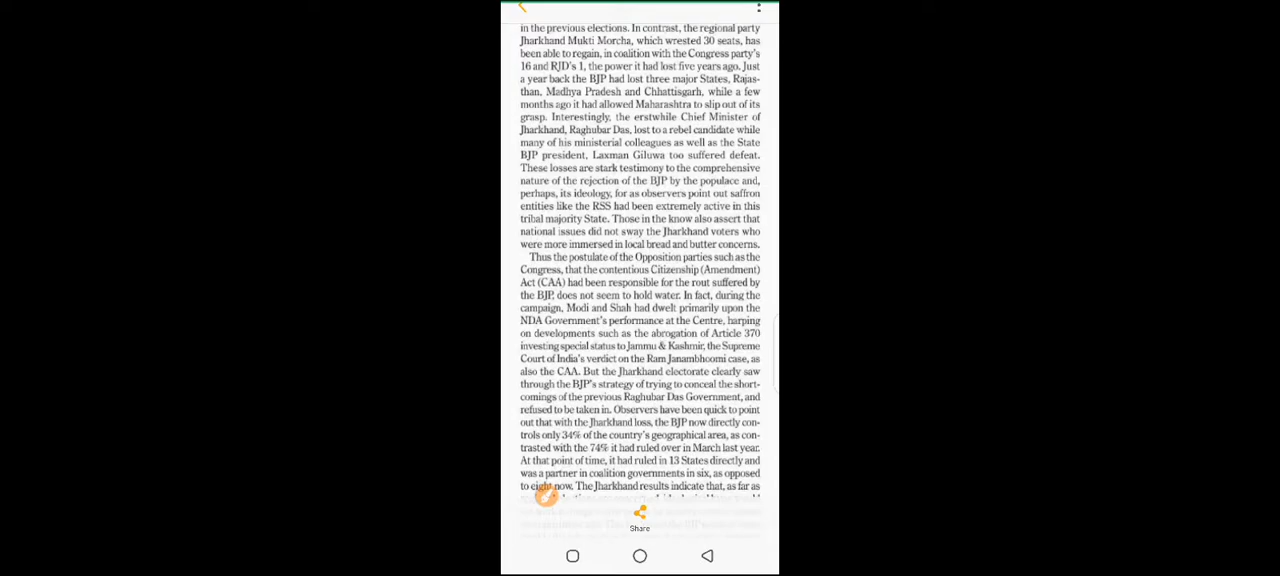 in the previous elections. In contrast, the regional party
Jharkhand Mukti Morcha, which wrested 30 seats, has
been able to regain, in coalition with the Congress party's
16 and RJD's 1, the power it had lost five years ago. Just
a year back the BJP had lost three major States, Rajas-
than, Madhya Pradesh and Chhattisgarh, while a few
months ago it had allowed Maharashtra to slip out of its
grasp. Interestingly, the erstwhile Chief Minister of
Jharkhand, Raghubar Das, lost to a rebel candidate while
many of his ministerial colleagues as well as the State
BJP president, Laxman Giluwa too suffered defeat.
These losses are stark testimony to the comprehensive
nature of the rejection of the BJP by the populace and,
perhaps, its ideology, for as observers point out saffron
entities like the RSS had been extremely active in this
tribal majority State. Those in the know also assert that
national issues did not sway the Jharkhand voters who
were more immersed in local bread and butter concerns.
Thus the postulate of the Opposition parties such as the
Congress, that the contentious Citizenship (Amendment)
Act (CAA) had been responsible for the rout suffered by
the BJP, does not seem to hold water. In fact, during the
campaign, Modi and Shah had dwelt primarily upon the
NDA Government's performance at the Centre, harping
on developments such as the abrogation of Article 370
investing special status to Jammu & Kashmir, the Supreme
Court of India's verdict on the Ram Janambhoomi case, as
also the CAA. But the Jharkhand electorate clearly saw
through the BJP's strategy of trying to conceal the short-
comings of the previous Raghubar Das Government, and
refused to be taken in. Observers have been quick to point
out that with the Jharkhand loss, the BJP now directly con-
trols only 34% of the country's geographical area, as con-
trasted with the 74% it had ruled over in March last year.
At that point of time, it had ruled in 13 States directly and
was a partner in coalition governments in six, as opposed
to eight now. The Jharkhand results indicate that, as far as
Share